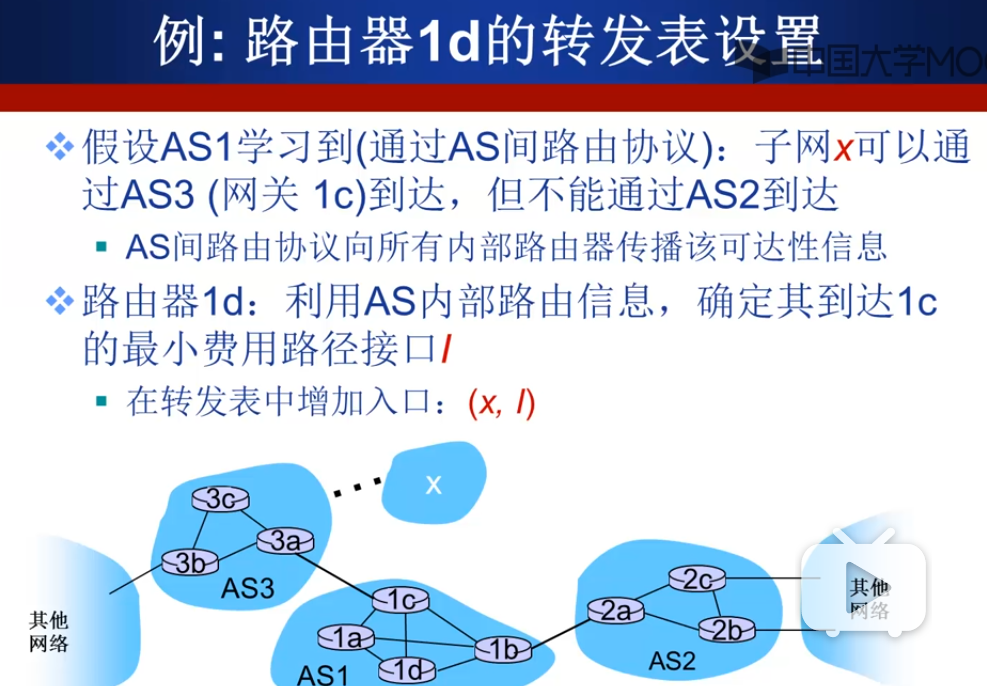 例: 路由器1d的转发表设置
中国大学MO
假设AS1学习到(通过AS间路由协议)：子网x可以通
过AS3 (网关 1c)到达，但不能通过AS2到达
AS间路由协议向所有内部路由器传播该可达性信息
路由器1d：利用AS内部路由信息，确定其到达1c
的最小费用路径接口I
在转发表中增加入口：(x, I)
x
3c
3a
3b
AS3
2c
其他
网络
1c
2a
其他
网络
1a
2b
1b
AS2
1d
AS1